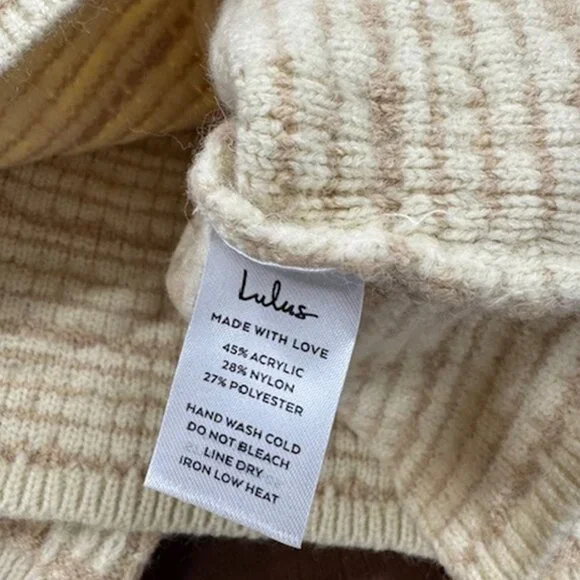 Lulus
MADE WITH LOVE
45% ACRYLIC
28% NYLON
27% POLYESTER
HAND WASH COLD
DO NOT BLEACH
LINE DRY
IRON LOW HEAT